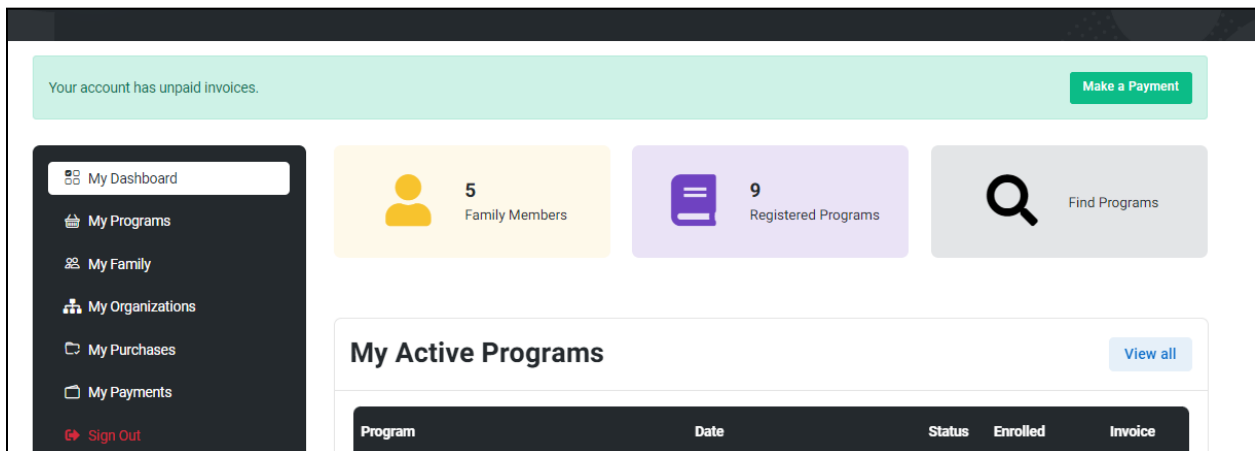 Your account has unpaid invoices.
Make a Payment
My Dashboard
My Programs
My Family
My Organizations
My Purchases
My Payments
Sign Out
5
Family Members
9
Registered Programs
Find Programs
My Active Programs
View all
Program Date Status Enrolled Invoice